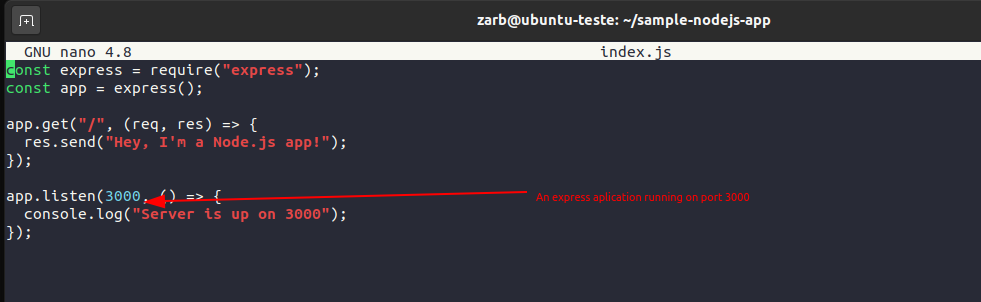 zarb@ubuntu-teste: ~/sample-nodejs-app
GNU nano 4.8 index.js
const express = require("express");
const app = express();
app.get("/", (req, res) => {
res.send("Hey, I'm a Node.js app!");
});
app.listen(3000, () => {
console.log("Server is up on 3000");
});
An express aplication running on port 3000